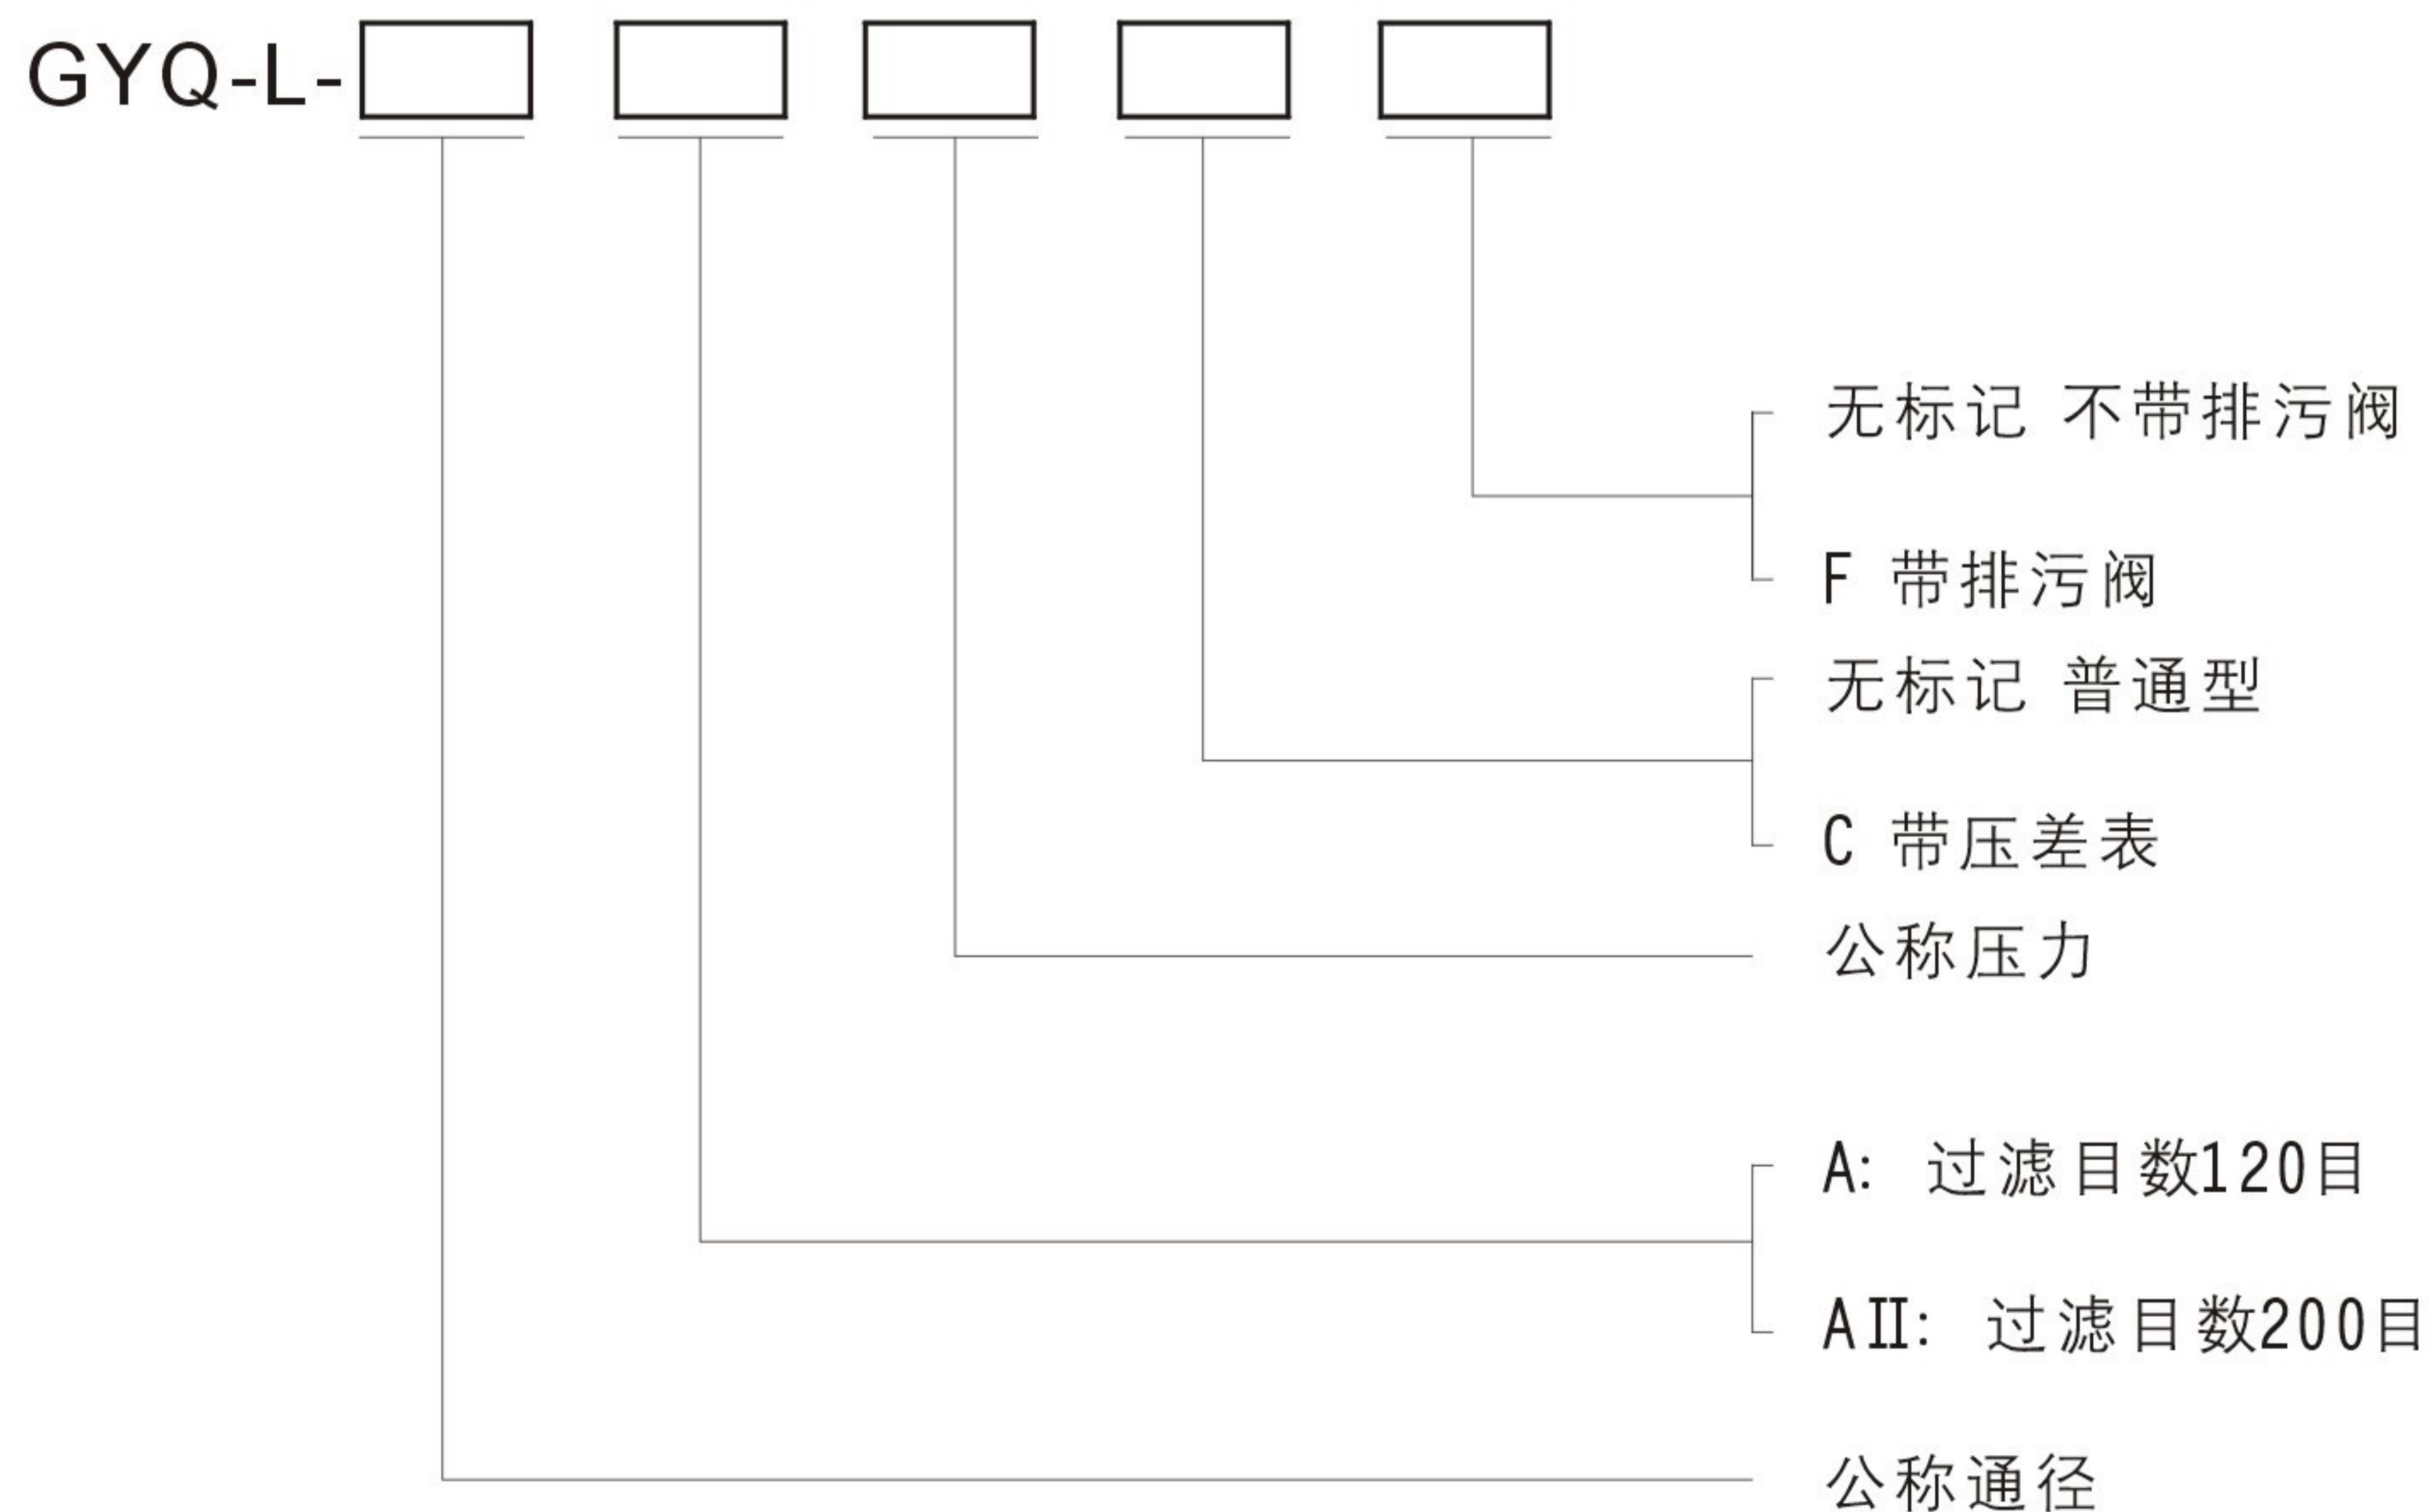 GYQ-L-
无标记 不带排污阀
F 带排污阀
无标记 普通型
C 带压差表
公称压力
A: 过滤目数120目
AII: 过滤目数200目
公称通径